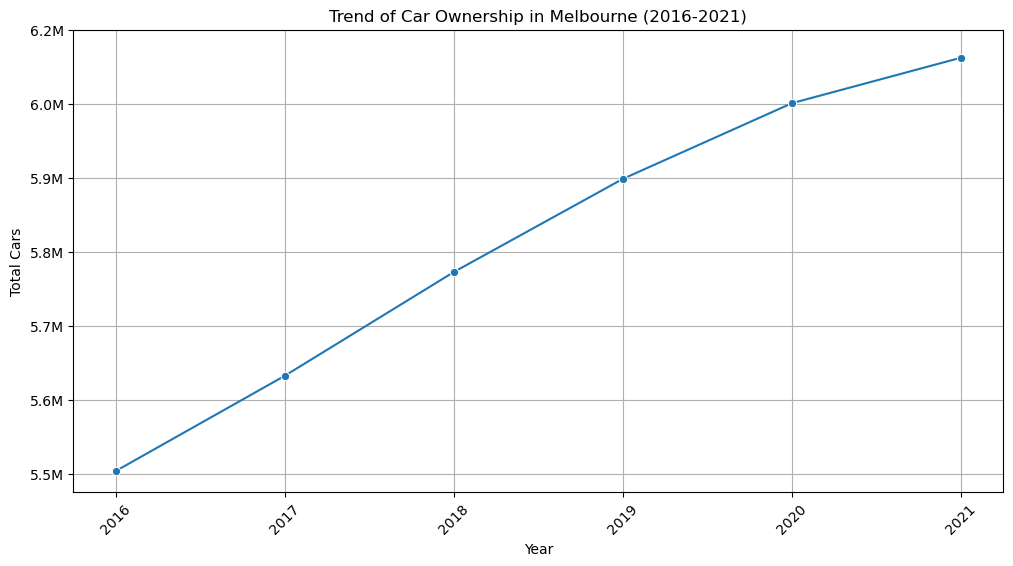 Trend of Car Ownership in Melbourne (2016-2021)
6.2M
6.0M
5.9M
5.8M
5.7M
5.6M
5.5M
Total Cars
2016
2017
2018
2019
2020
2021
Year